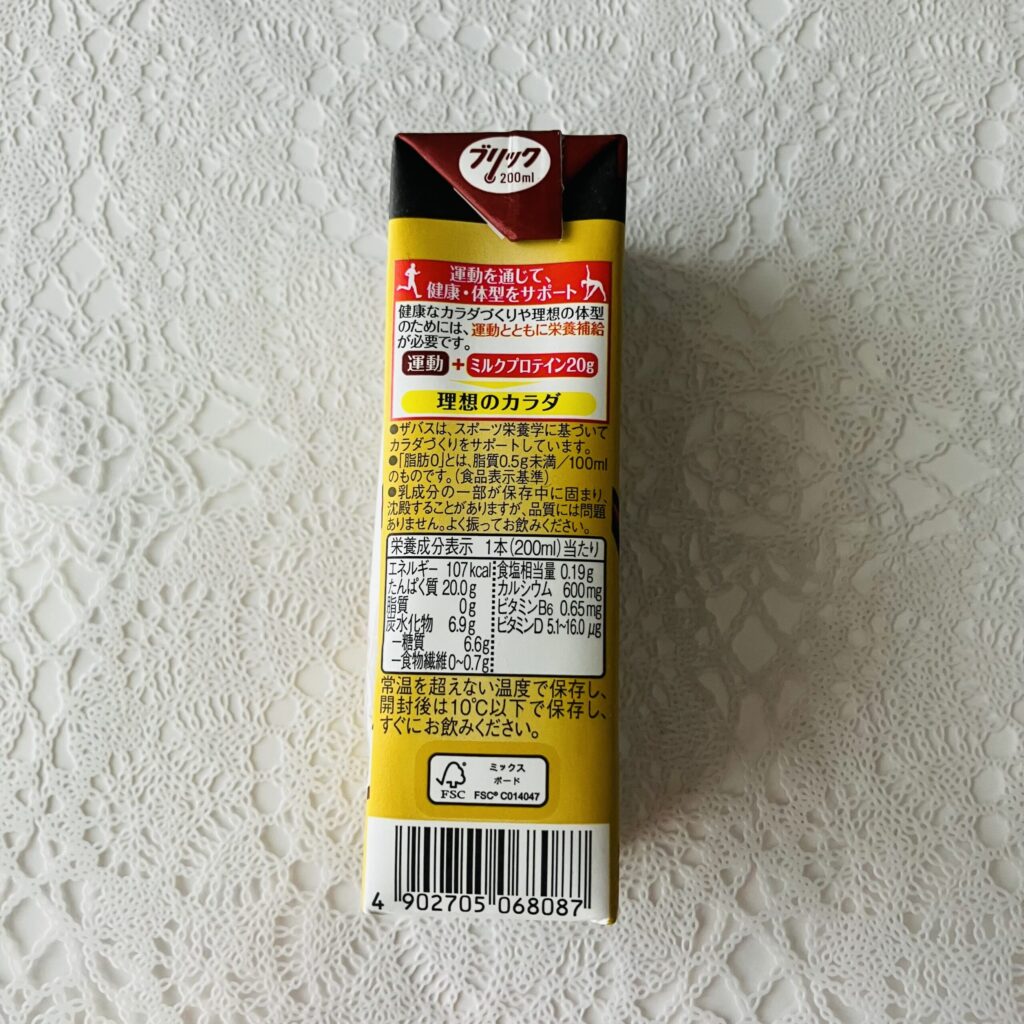 ブリック
200ml
運動を通じて、
健康・体型をサポート
健康なカラダづくりや理想の体型
のためには、運動とともに栄養補給
が必要です。
運動+ミルクプロテイン20g
理想のカラダ
●ザバスは、スポーツ栄養学に基づいて
カラダづくりをサポートしています。
●「脂肪0」とは、脂質0.5g未満/100ml
のものです。(食品表示基準)
●乳成分の一部が保存中に固まり、
沈殿することがありますが、品質には問題
ありません。よく振ってお飲みください。
栄養成分表示 1本(200ml)当たり
エネルギー 107kcal
たんぱく質 20.0g
脂質 0g
炭水化物 6.9g
ー糖質 6.6g
ー食物繊維 0~0.7g
食塩相当量 0.19g
カルシウム 600mg
ビタミンB6 0.65mg
ビタミンD 5.1~16.0μg
常温を超えない温度で保存し、
開封後は10℃以下で保存し、
すぐにお飲みください。
ミックス
ボード
FSC FSC® C014047
4 902705 068087